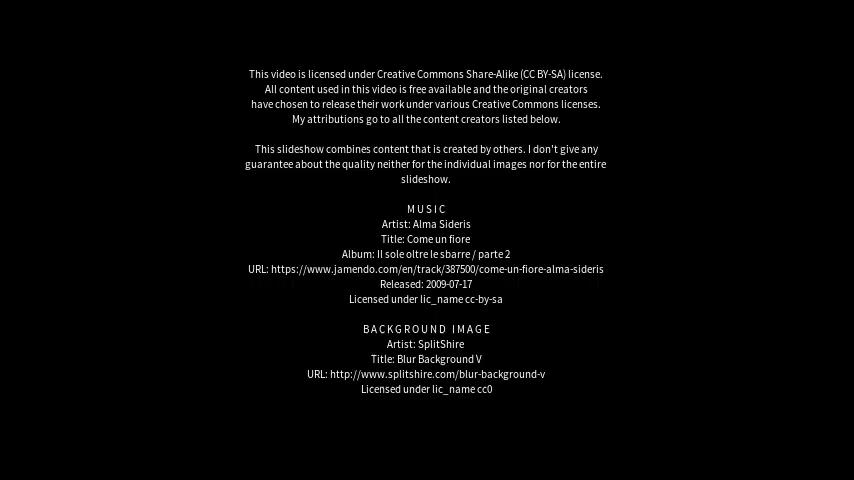 This video is licensed under Creative Commons Share-Alike (CC BY-SA) license.
All content used in this video is free available and the original creators
have chosen to release their work under various Creative Commons licenses.
My attributions go to all the content creators listed below.
This slideshow combines content that is created by others. I don't give any
guarantee about the quality neither for the individual images nor for the entire
slideshow.
MUSIC
Artist: Alma Sideris
Title: Come un fiore
Album: Il sole oltre le sbarre / parte 2
URL: https://www.jamendo.com/en/track/387500/come-un-fiore-alma-sideris
Released: 2009-07-17
Licensed under lic_name cc-by-sa
BACKGROUND IMAGE
Artist: SplitShire
Title: Blur Background V
URL: http://www.splitshire.com/blur-background-v
Licensed under lic_name cc0